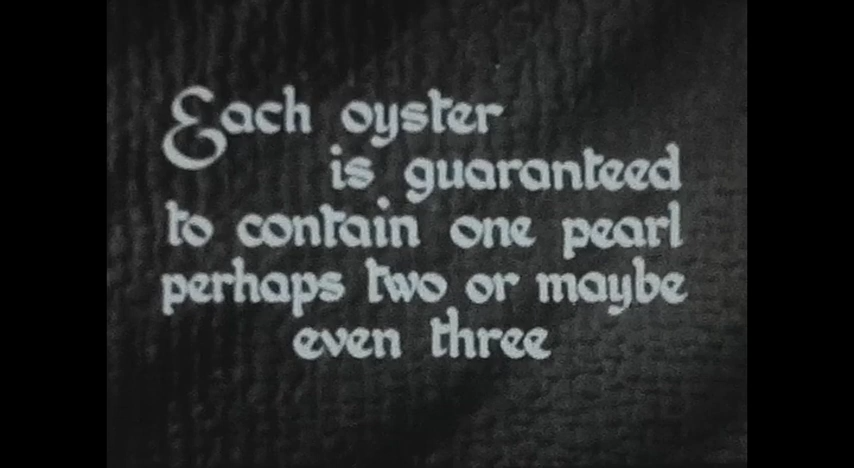 Each oyster
is guaranteed
to contain one pearl
perhaps two or maybe
even three